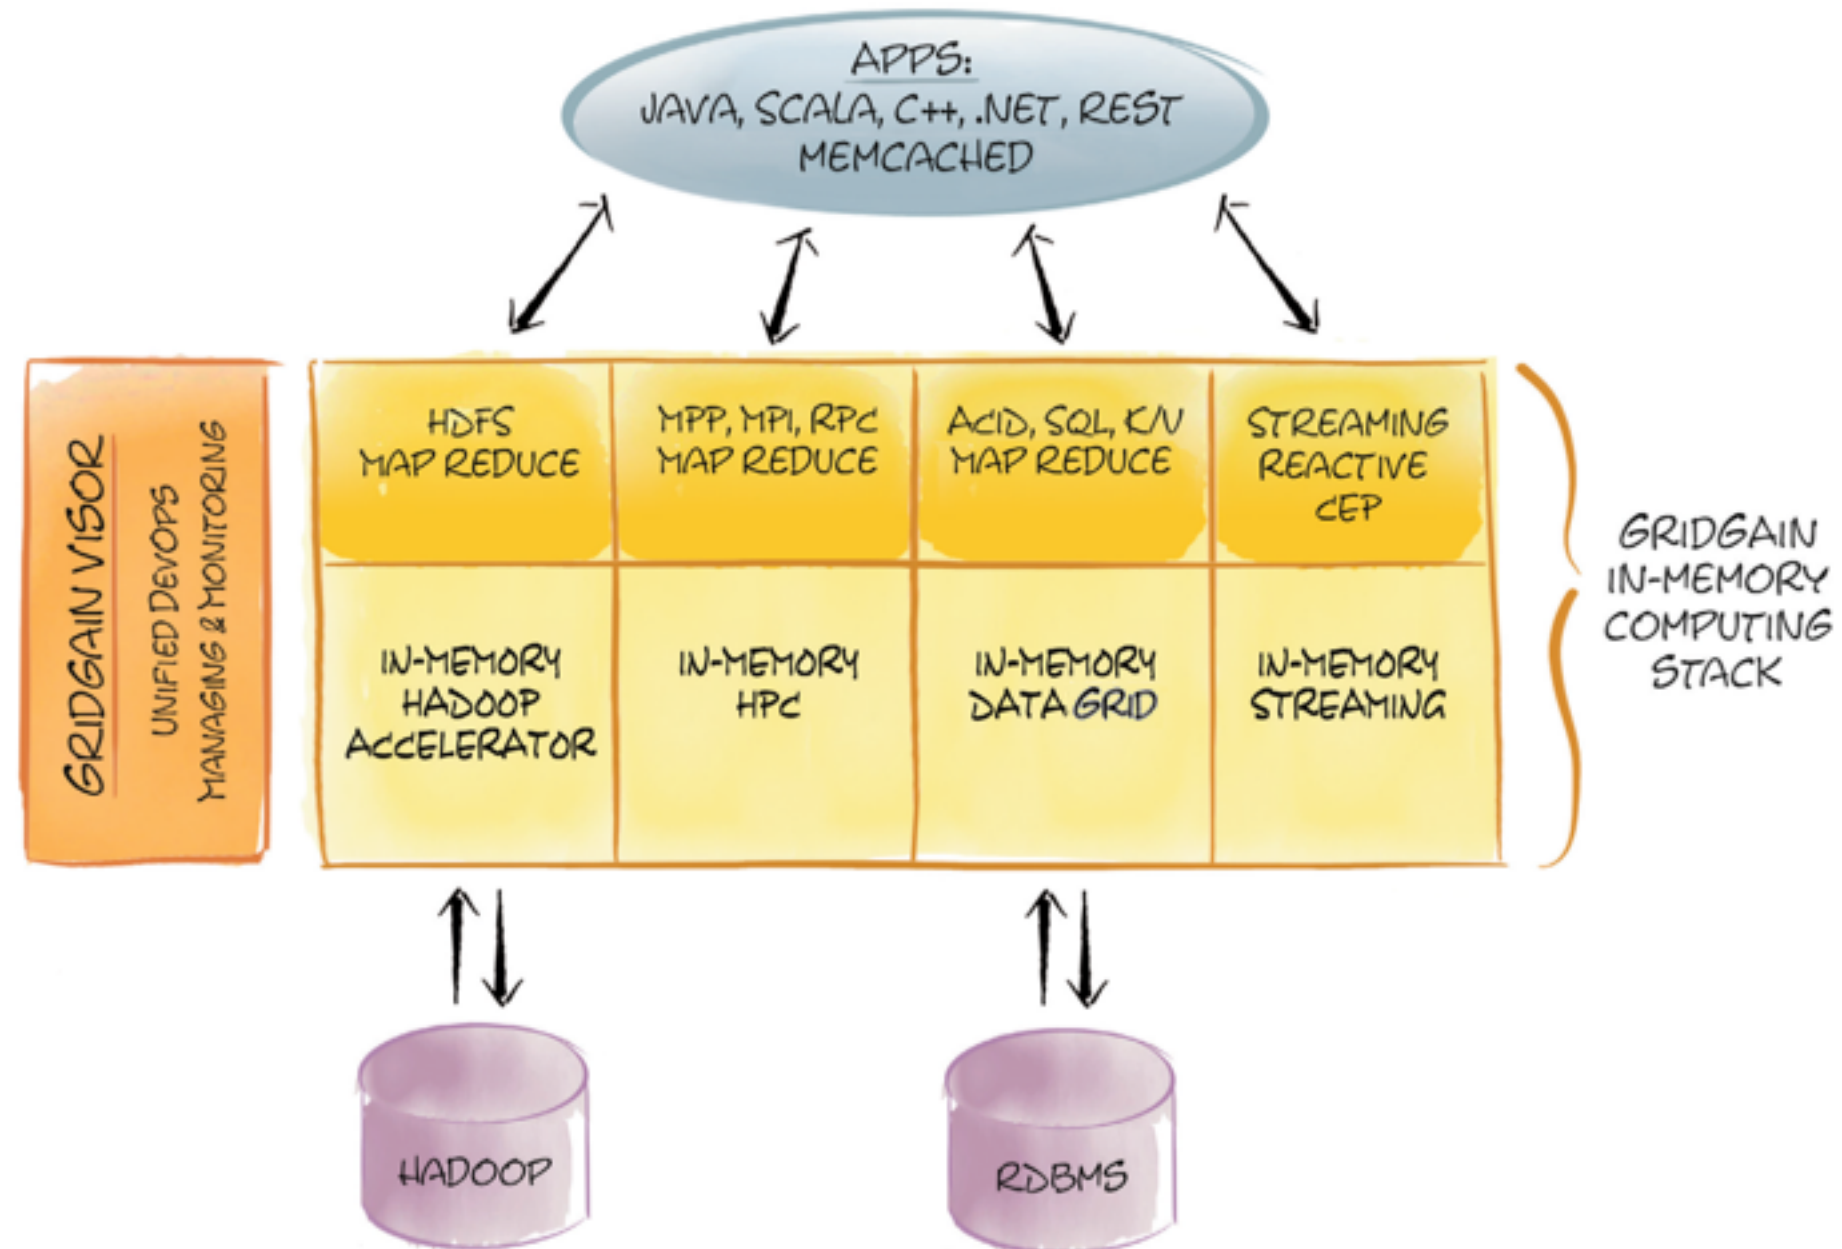 APPS:
JAVA, SCALA, C++, .NET, REST
MEMCACHED
GRIDGAIN VISOR
UNIFIED DEVOPS
MANAGING & MONITORING
HDFS
MAP REDUCE
MPP, MPI, RPC
MAP REDUCE
ACID, SQL, K/V
MAP REDUCE
STREAMING
REACTIVE
CEP
IN-MEMORY
HADOOP
ACCELERATOR
IN-MEMORY
HPC
IN-MEMORY
DATA GRID
IN-MEMORY
STREAMING
GRIDGAIN
IN-MEMORY
COMPUTING
STACK
HADOOP
RDBMS